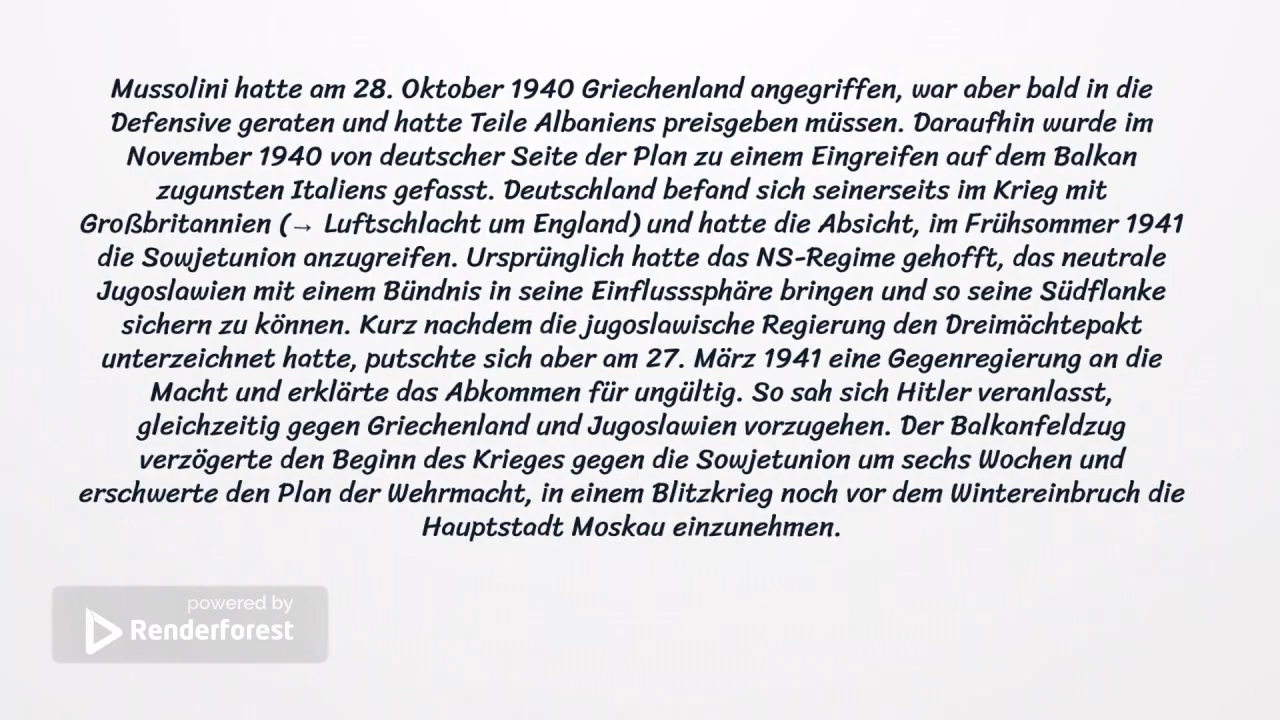 Mussolini hatte am 28. Oktober 1940 Griechenland angegriffen, war aber bald in die
Defensive geraten und hatte Teile Albaniens preisgeben müssen. Daraufhin wurde im
November 1940 von deutscher Seite der Plan zu einem Eingreifen auf dem Balkan
zugunsten Italiens gefasst. Deutschland befand sich seinerseits im Krieg mit
Großbritannien (→ Luftschlacht um England) und hatte die Absicht, im Frühsommer 1941
die Sowjetunion anzugreifen. Ursprünglich hatte das NS-Regime gehofft, das neutrale
Jugoslawien mit einem Bündnis in seine Einflusssphäre bringen und so seine Südflanke
sichern zu können. Kurz nachdem die jugoslawische Regierung den Dreimächtepakt
unterzeichnet hatte, putschte sich aber am 27. März 1941 eine Gegenregierung an die
Macht und erklärte das Abkommen für ungültig. So sah sich Hitler veranlasst,
gleichzeitig gegen Griechenland und Jugoslawien vorzugehen. Der Balkanfeldzug
verzögerte den Beginn des Krieges gegen die Sowjetunion um sechs Wochen und
erschwerte den Plan der Wehrmacht, in einem Blitzkrieg noch vor dem Wintereinbruch die
Hauptstadt Moskau einzunehmen.
powered by
Renderforest